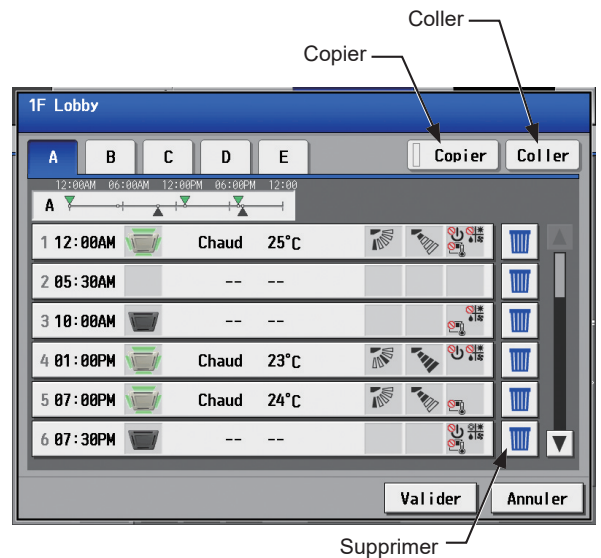 Coller
Copier
1F Lobby
A B C D E Copier Coller
12:00AM 06:00AM 12:00PM 06:00PM 12:00
A
1 12:00AM Chaud 25°C
2 05:30AM -- --
3 10:00AM -- --
4 01:00PM Chaud 23°C
5 07:00PM Chaud 24°C
6 07:30PM -- --
Valider Annuler
Supprimer